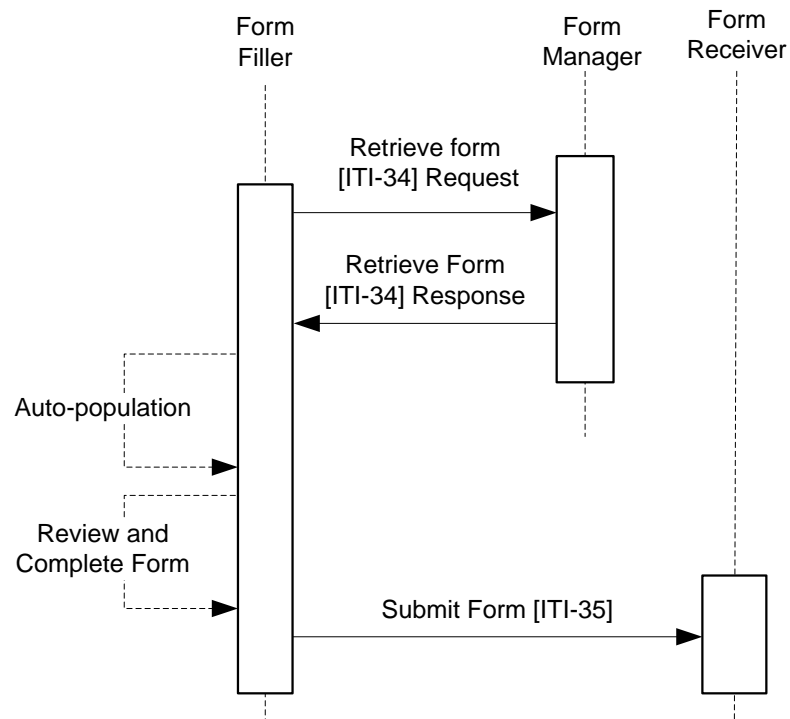 Form
Filler
Form
Manager
Form
Receiver
Retrieve form
[ITI-34] Request
Retrieve Form
[ITI-34] Response
Auto-population
Review and
Complete Form
Submit Form [ITI-35]